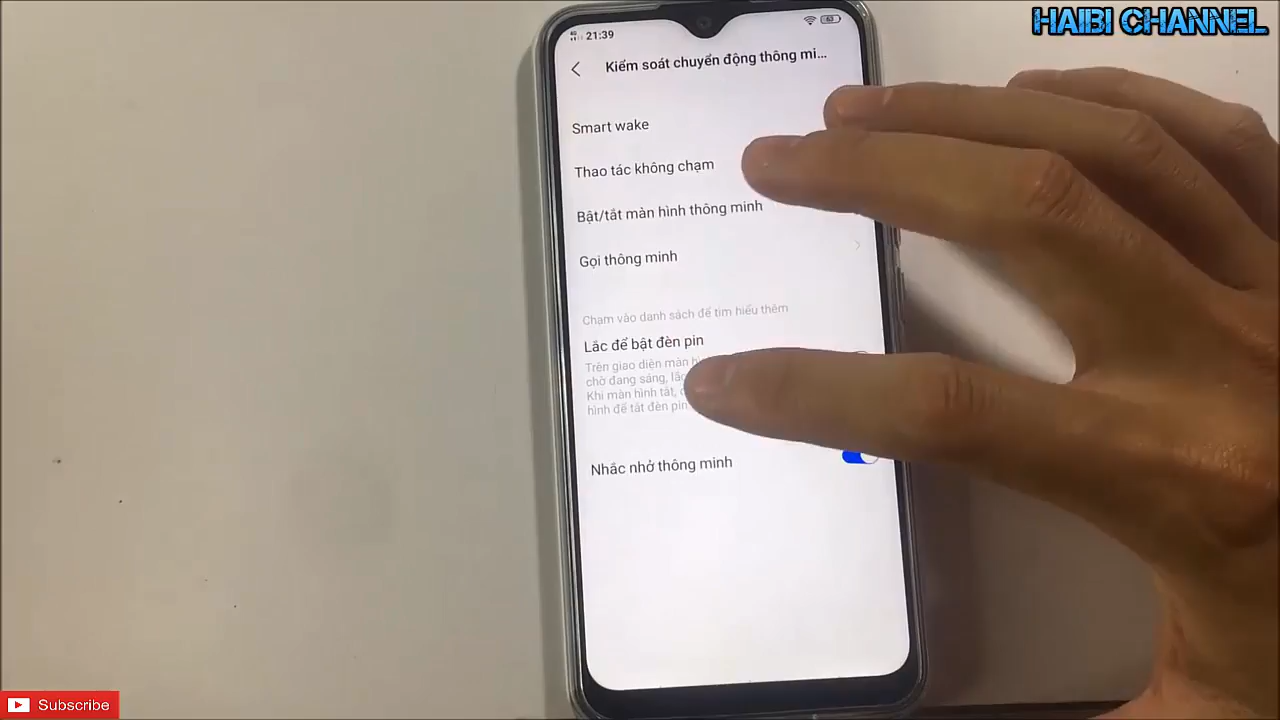 HAIBI CHANNEL
21:39
63
Kiểm soát chuyển động thông mi...
Smart wake
Thao tác không chạm
Bật/tắt màn hình thông minh
Gọi thông minh
Chạm vào danh sách để tìm hiểu thêm
Lắc để bật đèn pin
Trên giao diện màn
chờ đang sáng, lắc
Khi màn hình tắt,
hình để tắt đèn pin
Nhắc nhở thông minh
Subscribe